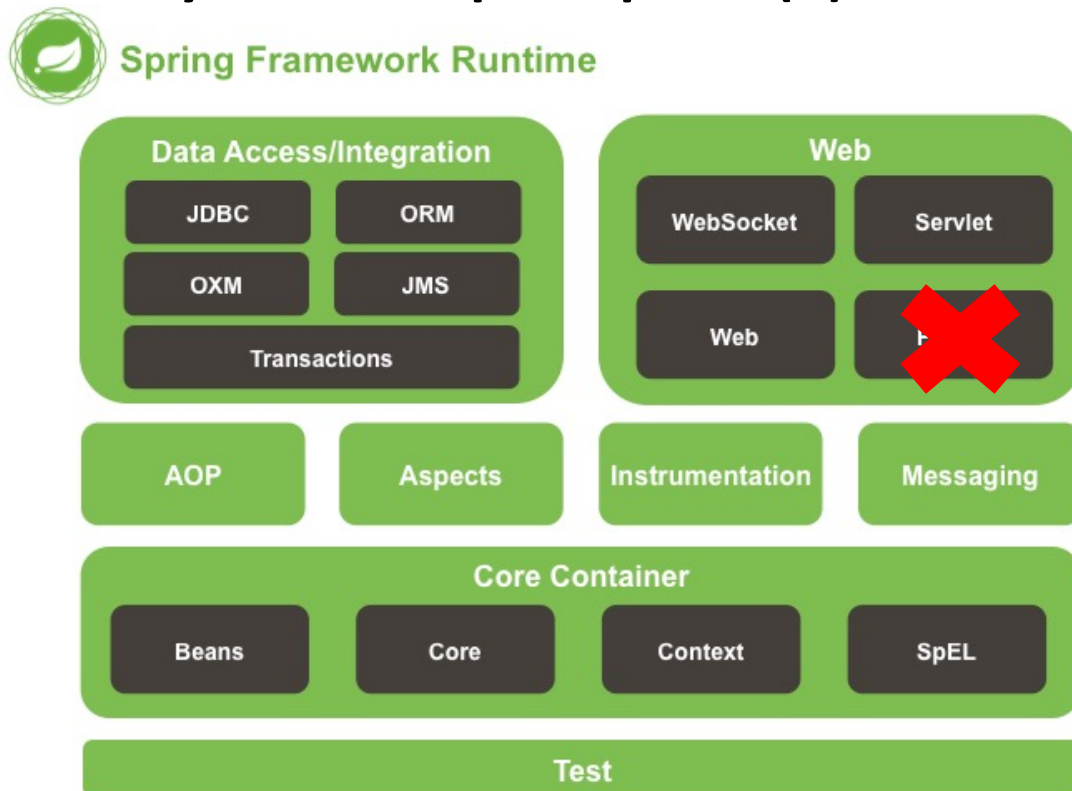 Spring Framework Runtime
Data Access/Integration
JDBC
ORM
OXM
JMS
Transactions
Web
WebSocket
Servlet
Web
AOP
Aspects
Instrumentation
Messaging
Core Container
Beans
Core
Context
SpEL
Test